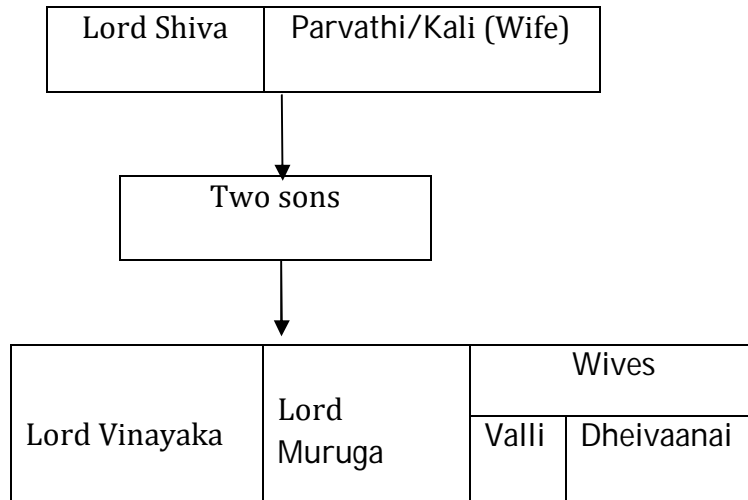 Lord Shiva
Parvathi/Kali (Wife)
Two sons
Lord Vinayaka
Lord
Muruga
Wives
Valli
Dheivaanai